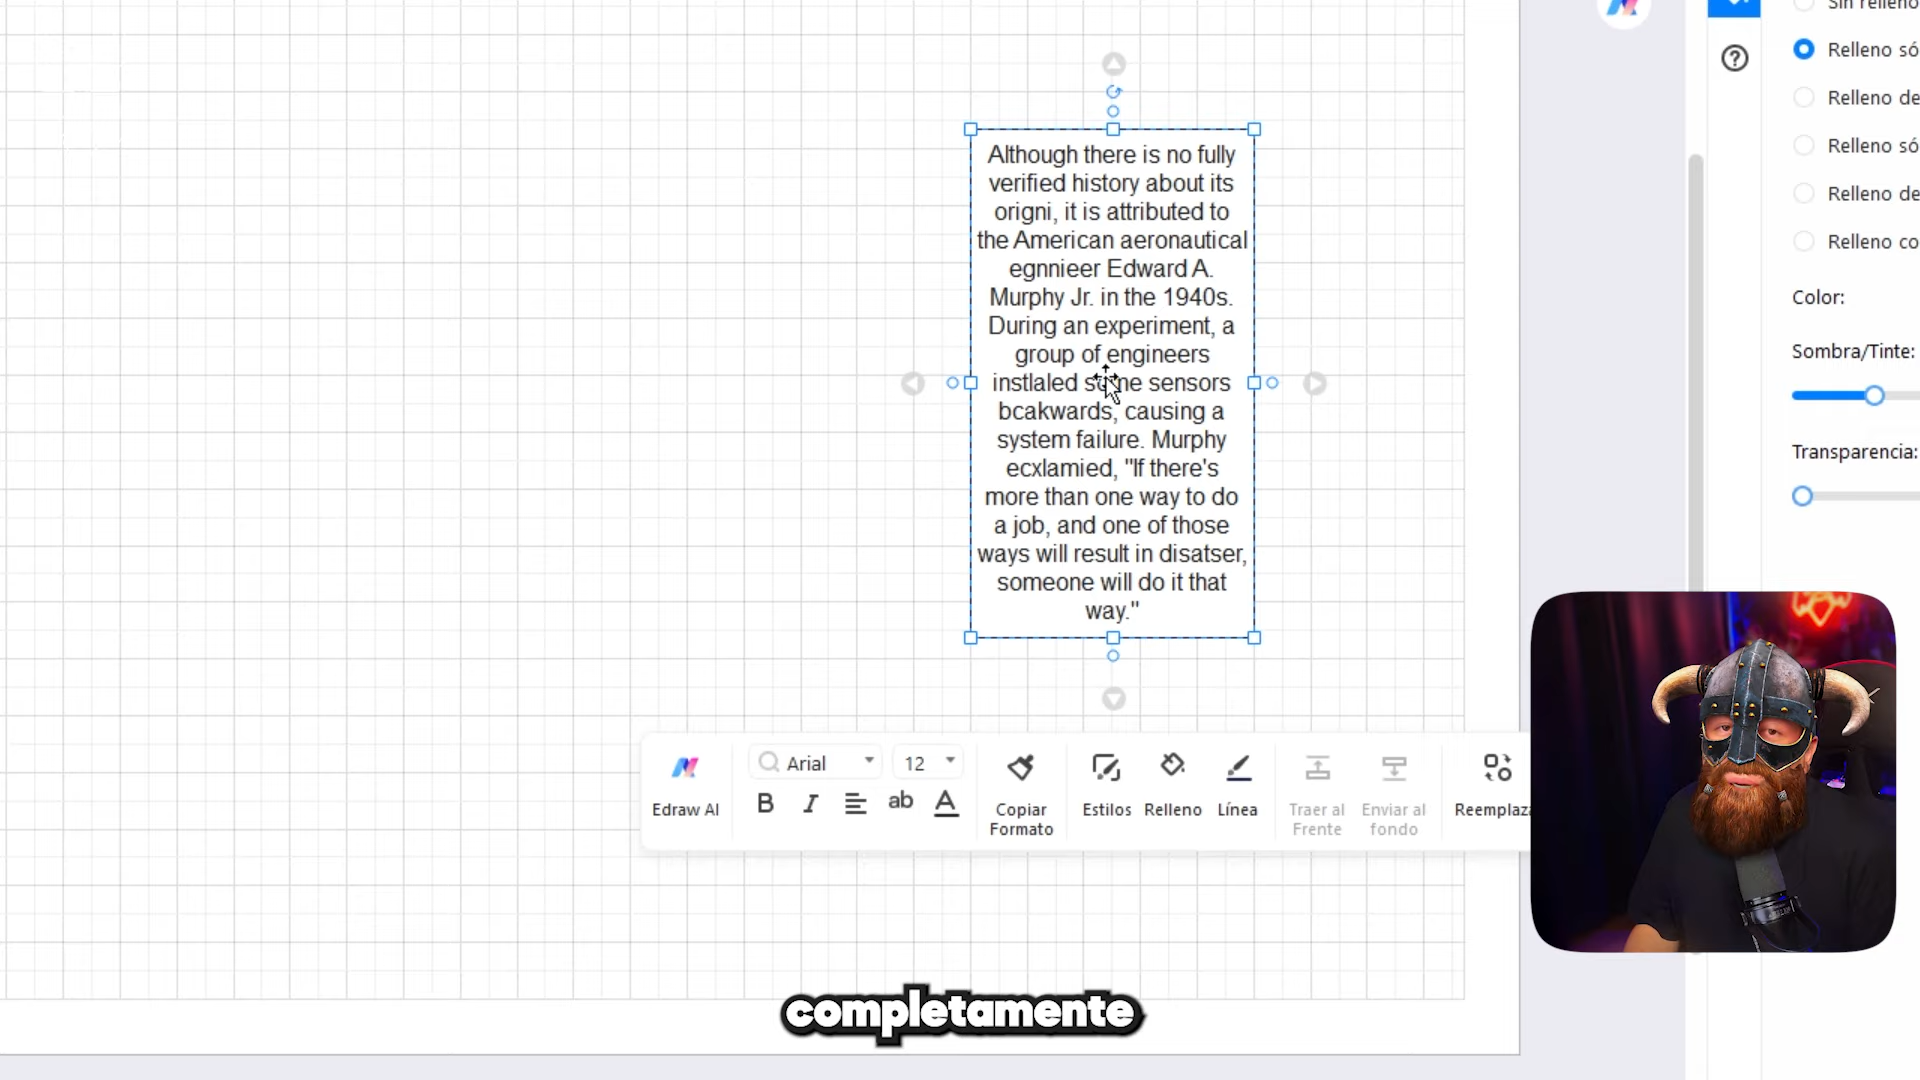 Sin relleno
Relleno só
Relleno de
Relleno só
Relleno de
Relleno co
Color:
Sombra/Tinte:
Transparencia:
Although there is no fully
verified history about its
origni, it is attributed to
the American aeronautical
egnnieer Edward A.
Murphy Jr. in the 1940s.
During an experiment, a
group of engineers
instlaled some sensors
bcakwards, causing a
system failure. Murphy
ecxlamied, "If there's
more than one way to do
a job, and one of those
ways will result in disatser,
someone will do it that
way."
Edraw AI
Arial
12
B I ab A
Copiar
Formato
Estilos
Relleno
Línea
Traer al
Frente
Enviar al
fondo
Reemplaza
completamente